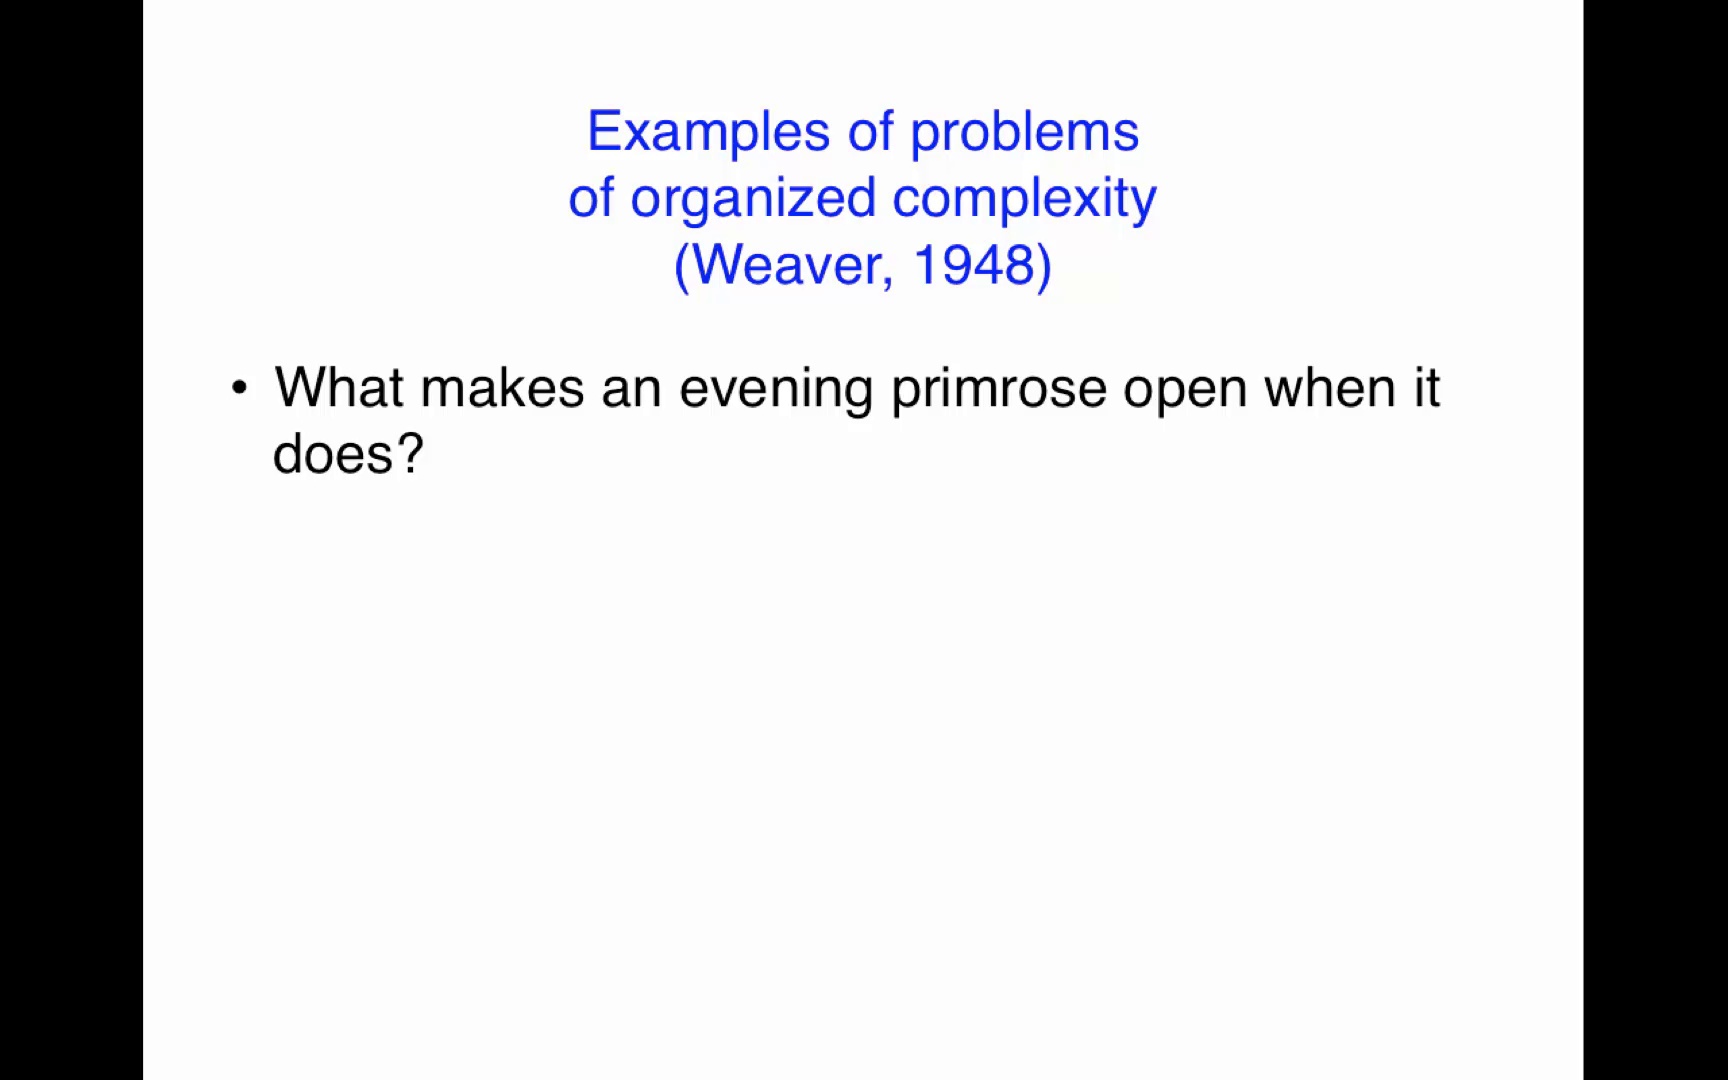 Examples of problems
of organized complexity
(Weaver, 1948)
• What makes an evening primrose open when it
does?